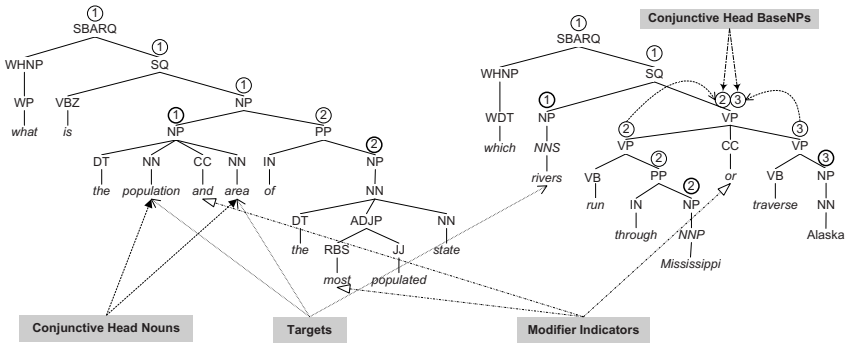 Conjunctive Head BaseNPs
1
SBARQ
1
SBARQ
1
SQ
1
SQ
WHNP
WHNP
1
NP
1
NP
2 3
VP
WP
VBZ
WDT
what
is
which
1
NP
2
PP
NNS
2
VP
CC
3
VP
rivers
or
DT
NN
CC
NN
IN
2
NP
VB
2
PP
VB
3
NP
the
population
and
area
of
run
traverse
NN
IN
2
NP
NN
through
NNP
Alaska
DT
ADJP
NN
Mississippi
the
RBS
JJ
state
most
populated
Conjunctive Head Nouns
Targets
Modifier Indicators